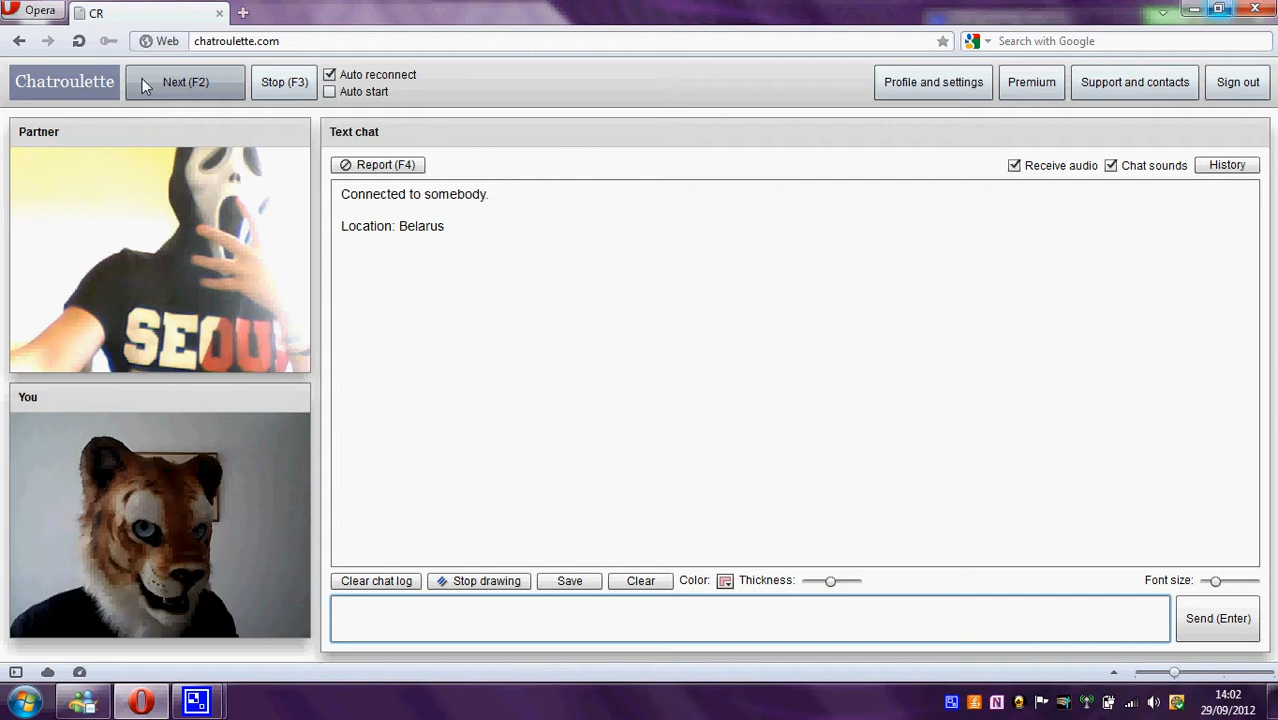 Opera
CR
Web
chatroulette.com
Search with Google
Chatroulette
Next (F2)
Stop (F3)
Auto reconnect
Auto start
Profile and settings
Premium
Support and contacts
Sign out
Partner
SEOUL
You
Text chat
Report (F4)
Receive audio
Chat sounds
History
Connected to somebody.
Location: Belarus
Clear chat log
Stop drawing
Save
Clear
Color:
Thickness:
Font size:
Send (Enter)
14:02
29/09/2012